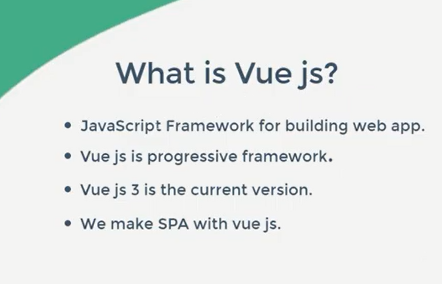 What is Vue js?
• JavaScript Framework for building web app.
• Vue js is progressive framework.
• Vue js 3 is the current version.
• We make SPA with vue js.